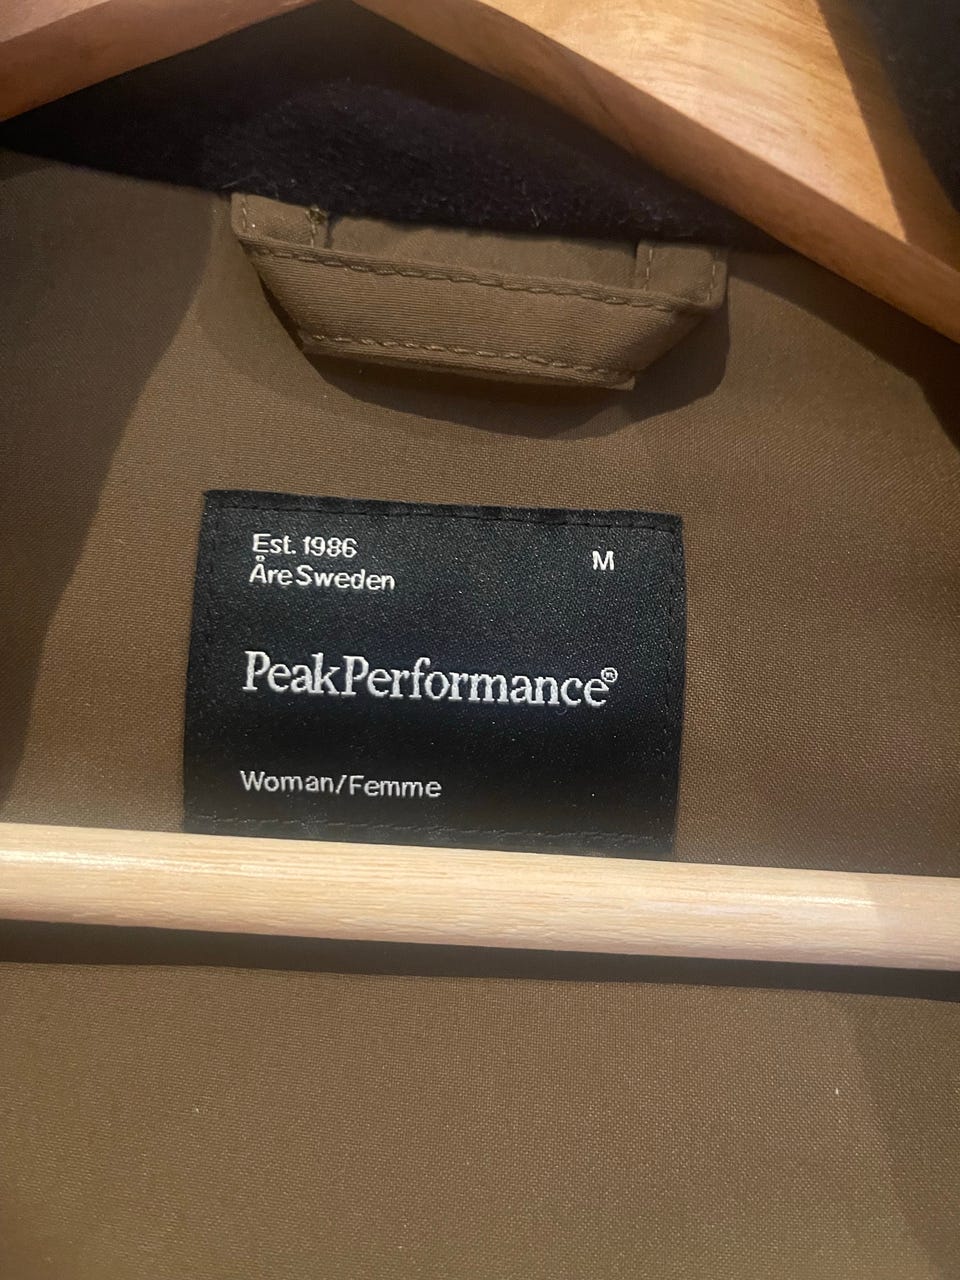 Est. 1986
M
Åre Sweden
PeakPerformance®
Woman/Femme